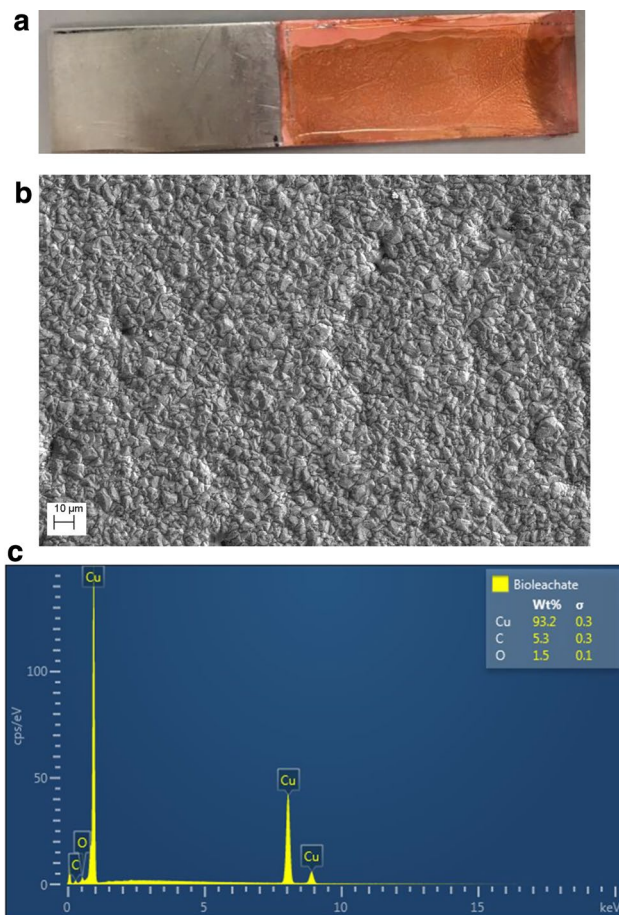 a
b
10 µm
c
Cu
Bioleachate
Wt% σ
Cu 93.2 0.3
C 5.3 0.3
O 1.5 0.1
100
cps/eV
50
Cu
Cu
O
C
0
0 5 10 15 keV